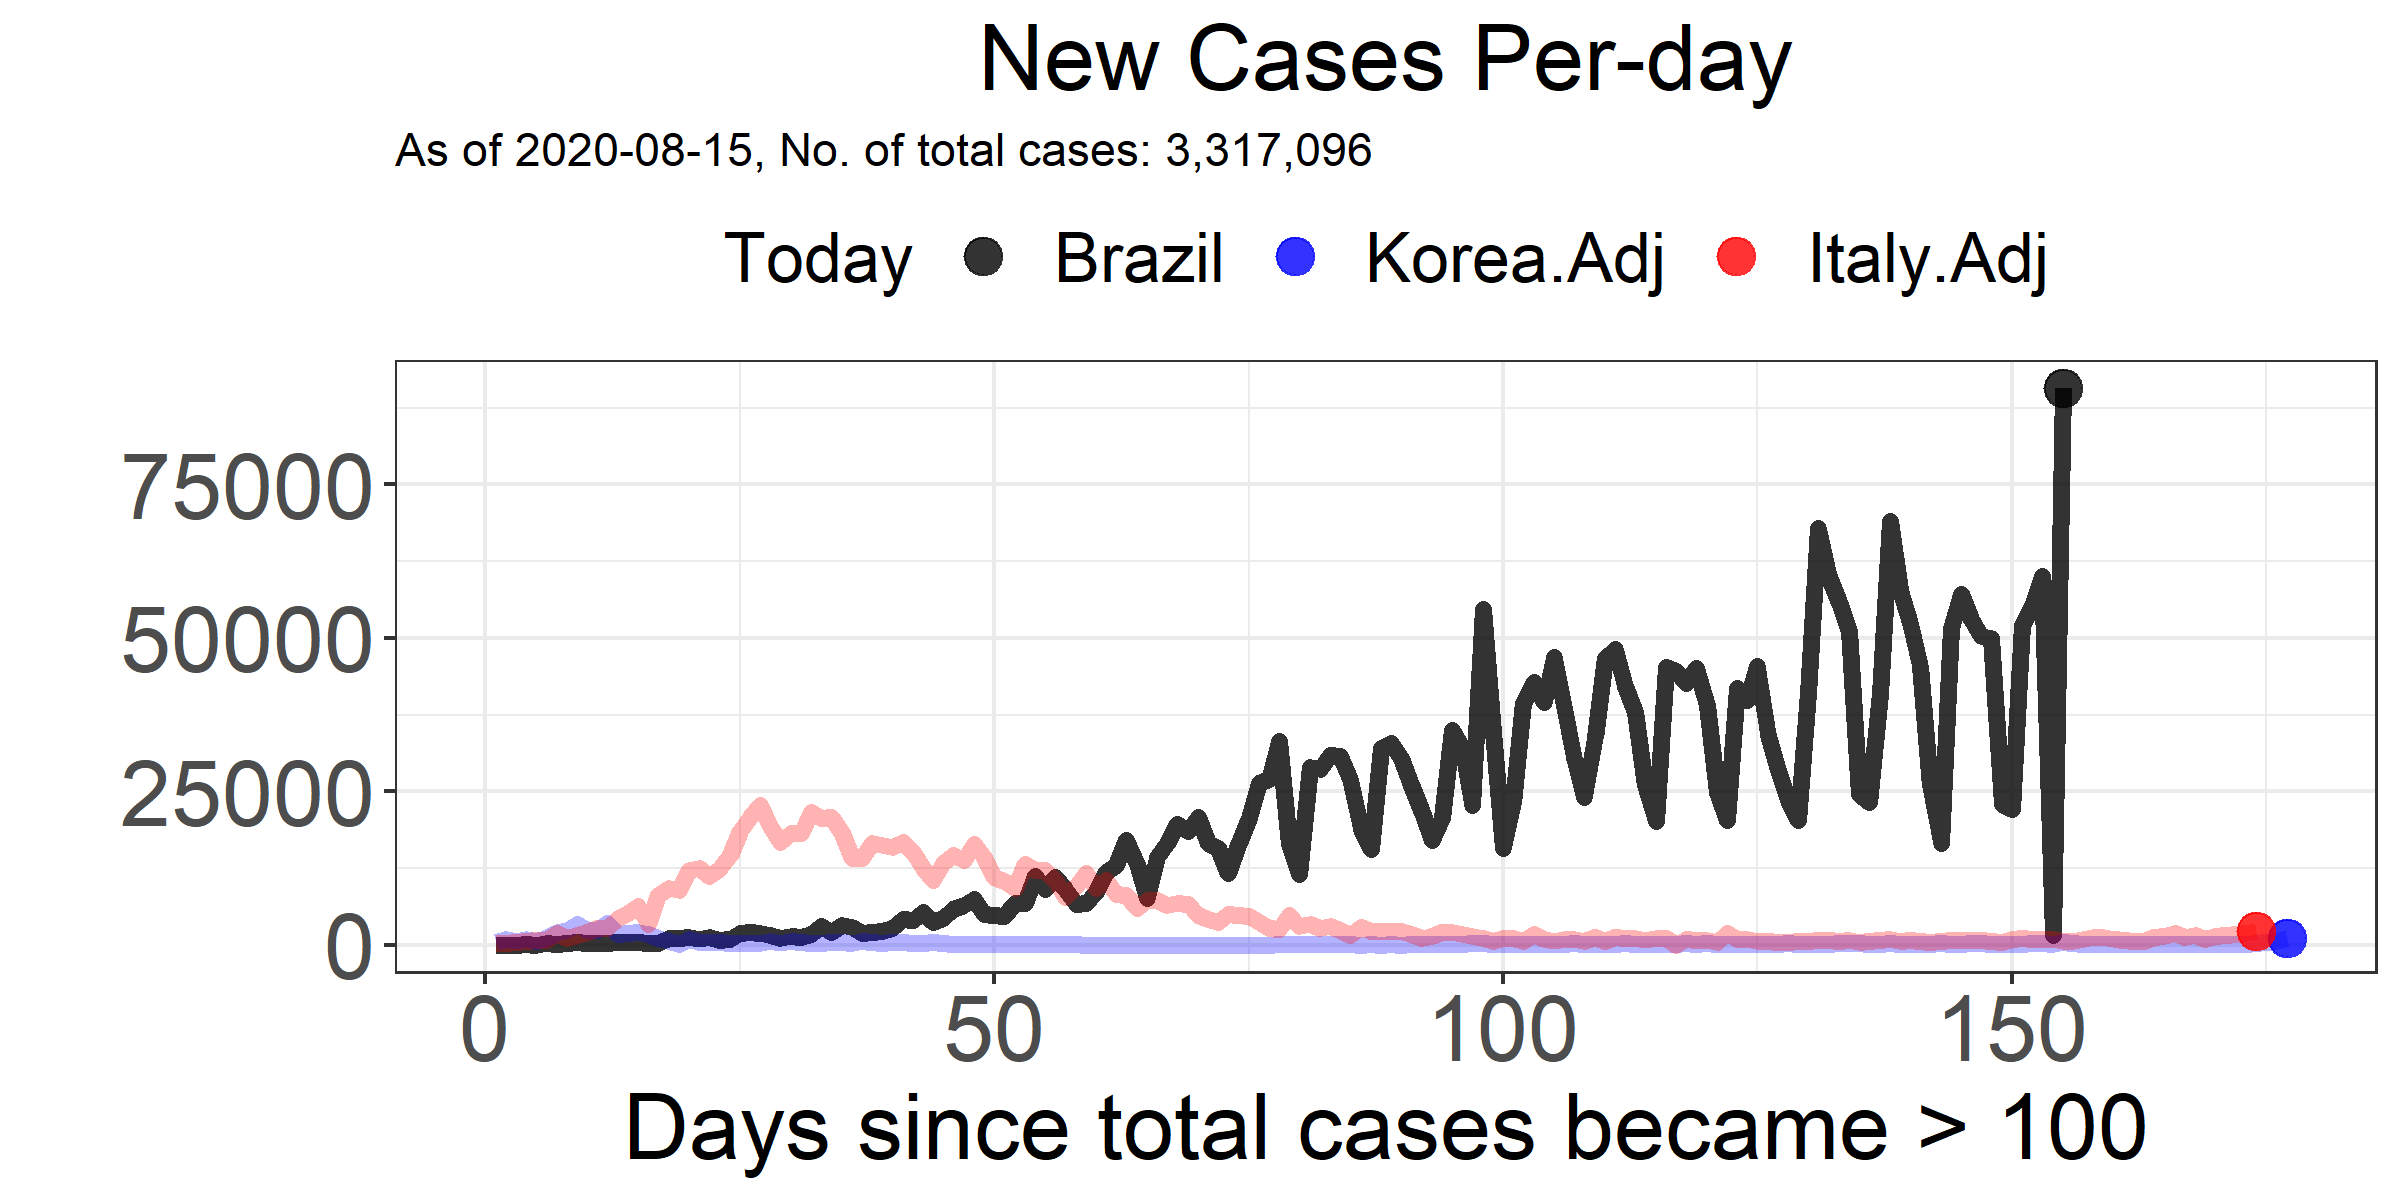 New Cases Per-day
As of 2020-08-15, No. of total cases: 3,317,096
Today Brazil Korea.Adj Italy.Adj
75000
50000
25000
0
0 50 100 150
Days since total cases became > 100